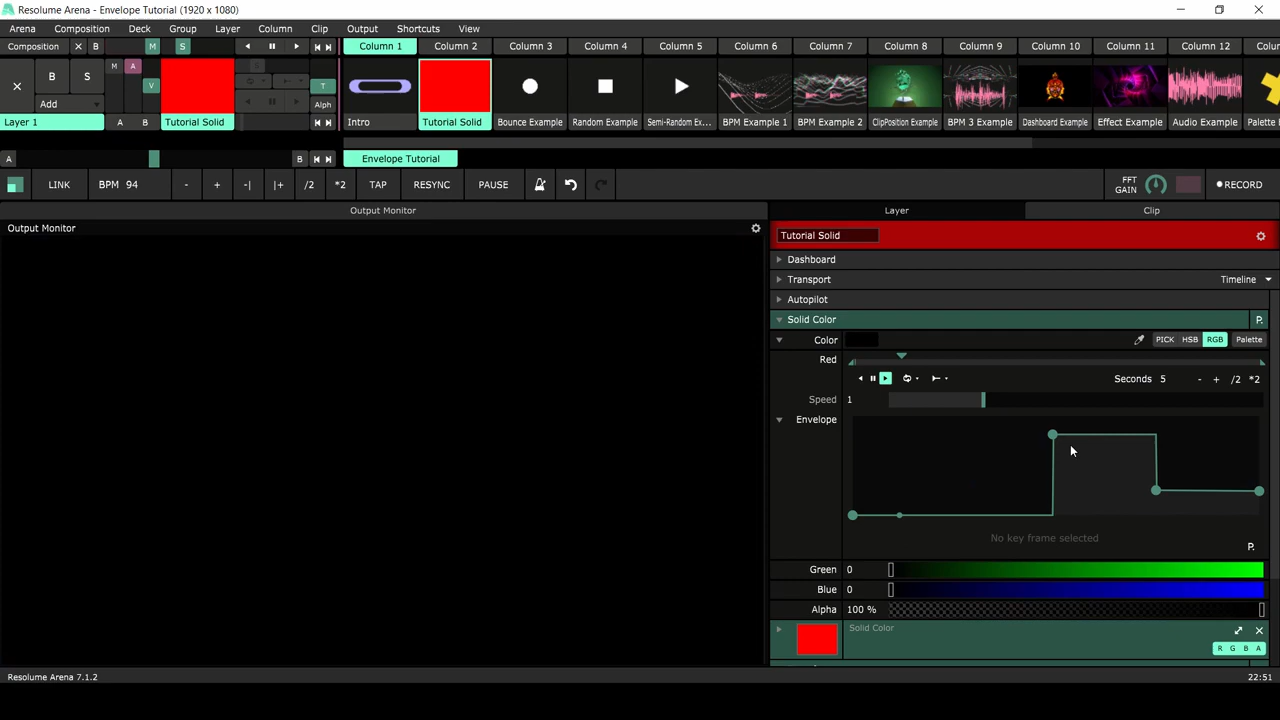 Resolume Arena - Envelope Tutorial (1920 x 1080)
Arena Composition Deck Group Layer Column Clip Output Shortcuts View
Composition X B M S Column 1 Column 2 Column 3 Column 4 Column 5 Column 6 Column 7 Column 8 Column 9 Column 10 Column 11 Column 12 Colu
M A
B S V T
Add Alph
Layer 1 A B Tutorial Solid Intro Tutorial Solid Bounce Example Random Example Semi-Random Ex... BPM Example 1 BPM Example 2 ClipPosition Example BPM 3 Example Dashboard Example Effect Example Audio Example Palette E
A B Envelope Tutorial
LINK BPM 94 - + -| |+ /2 *2 TAP RESYNC PAUSE FFT GAIN RECORD
Output Monitor Layer Clip
Output Monitor
Tutorial Solid
Dashboard
Transport Timeline
Autopilot
Solid Color P.
Color PICK HSB RGB Palette
Red
Seconds 5 - + /2 *2
Speed 1
Envelope
No key frame selected
P.
Green 0
Blue 0
Alpha 100 %
Solid Color
R G B A
Resolume Arena 7.1.2 22:51